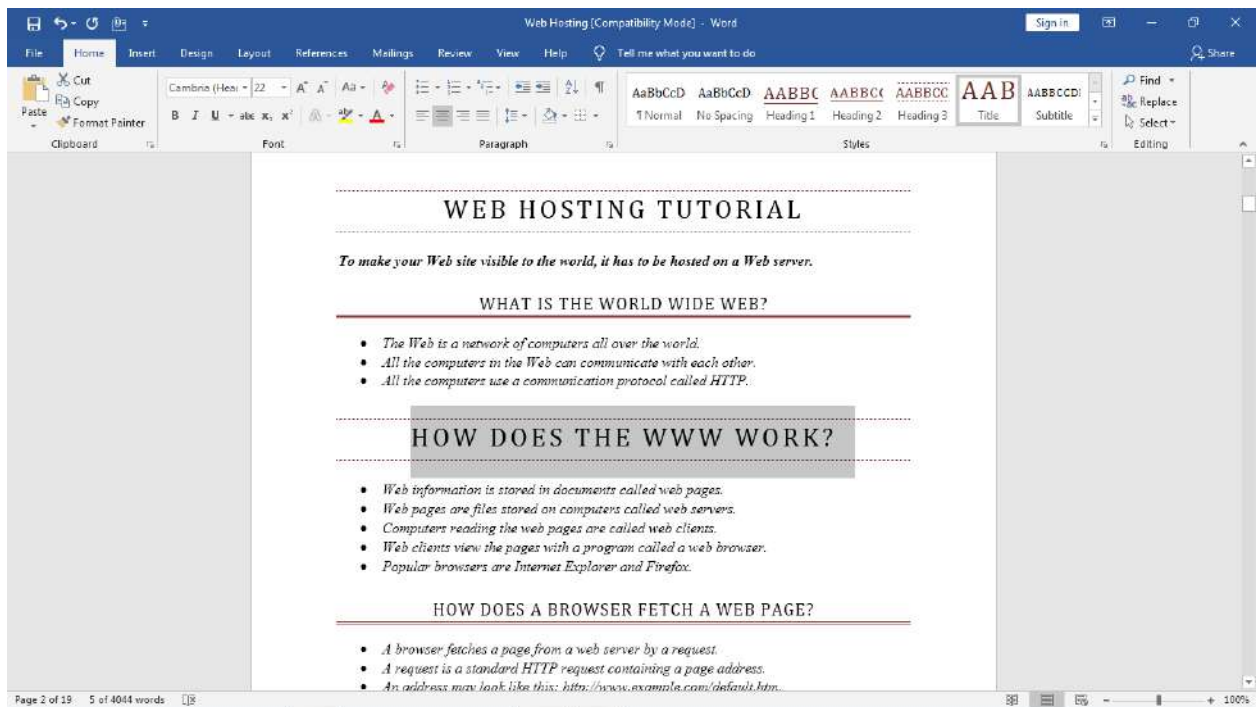 Web Hosting [Compatibility Mode] - Word
Sign in
File Home Insert Design Layout References Mailings Review View Help Tell me what you want to do Share
Paste
Cut
Copy
Format Painter
Clipboard
Cambria (Hea 22 A A Aa
B I U abc x₂ x² A ab A
Font
Paragraph
AaBbCcD AaBbCcD AABBC AABBCC AABBCC AAB AABBCCD
¶ Normal No Spacing Heading 1 Heading 2 Heading 3 Title Subtitle
Styles
Find
Replace
Select
Editing
WEB HOSTING TUTORIAL
To make your Web site visible to the world, it has to be hosted on a Web server.
WHAT IS THE WORLD WIDE WEB?
• The Web is a network of computers all over the world.
• All the computers in the Web can communicate with each other.
• All the computers use a communication protocol called HTTP.
HOW DOES THE WWW WORK?
• Web information is stored in documents called web pages.
• Web pages are files stored on computers called web servers.
• Computers reading the web pages are called web clients.
• Web clients view the pages with a program called a web browser.
• Popular browsers are Internet Explorer and Firefox.
HOW DOES A BROWSER FETCH A WEB PAGE?
• A browser fetches a page from a web server by a request.
• A request is a standard HTTP request containing a page address.
• An address may look like this: http://www.example.com/default.htm.
Page 2 of 19 5 of 4044 words 100%